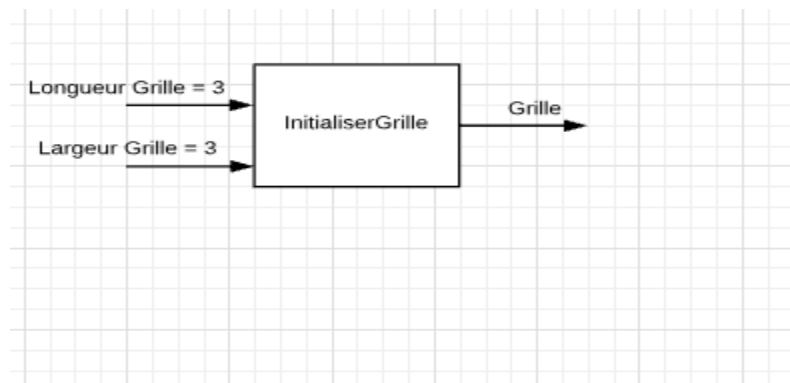 Longueur Grille = 3
Largeur Grille = 3
InitialiserGrille
Grille